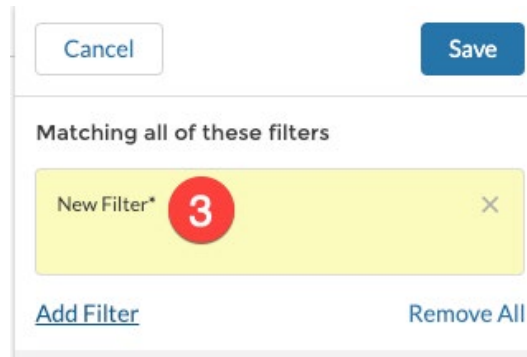 Cancel Save
Matching all of these filters
New Filter* 3 ×
Add Filter Remove All